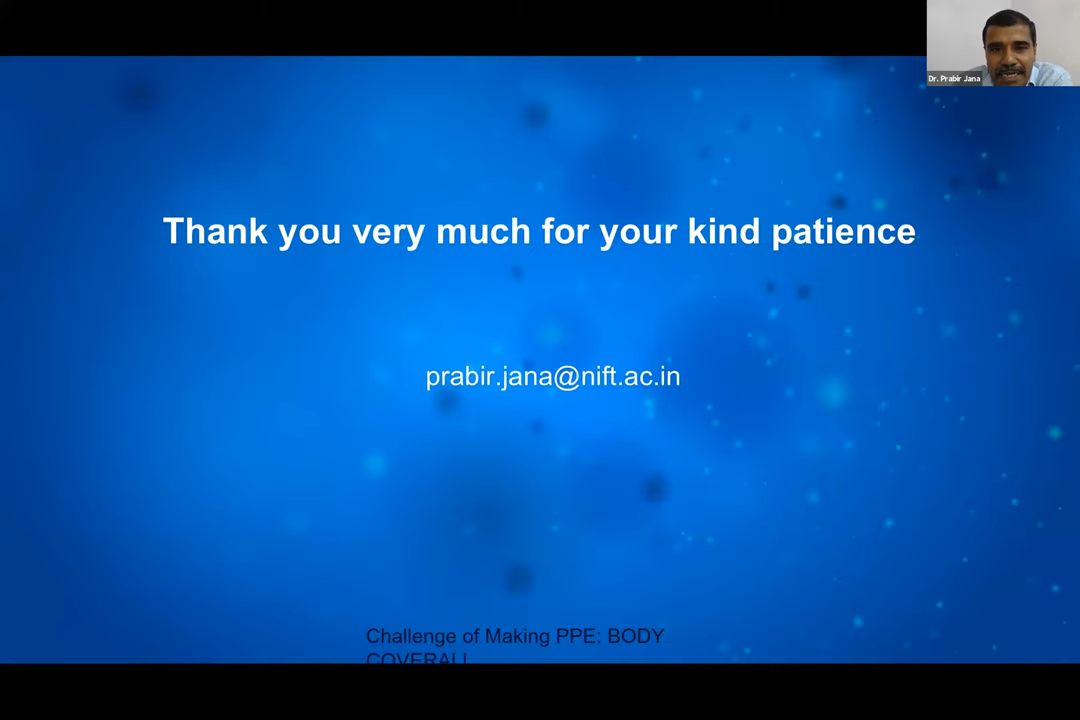 Dr. Prabir Jana
Thank you very much for your kind patience
prabir.jana@nift.ac.in
Challenge of Making PPE: BODY
COVERALL